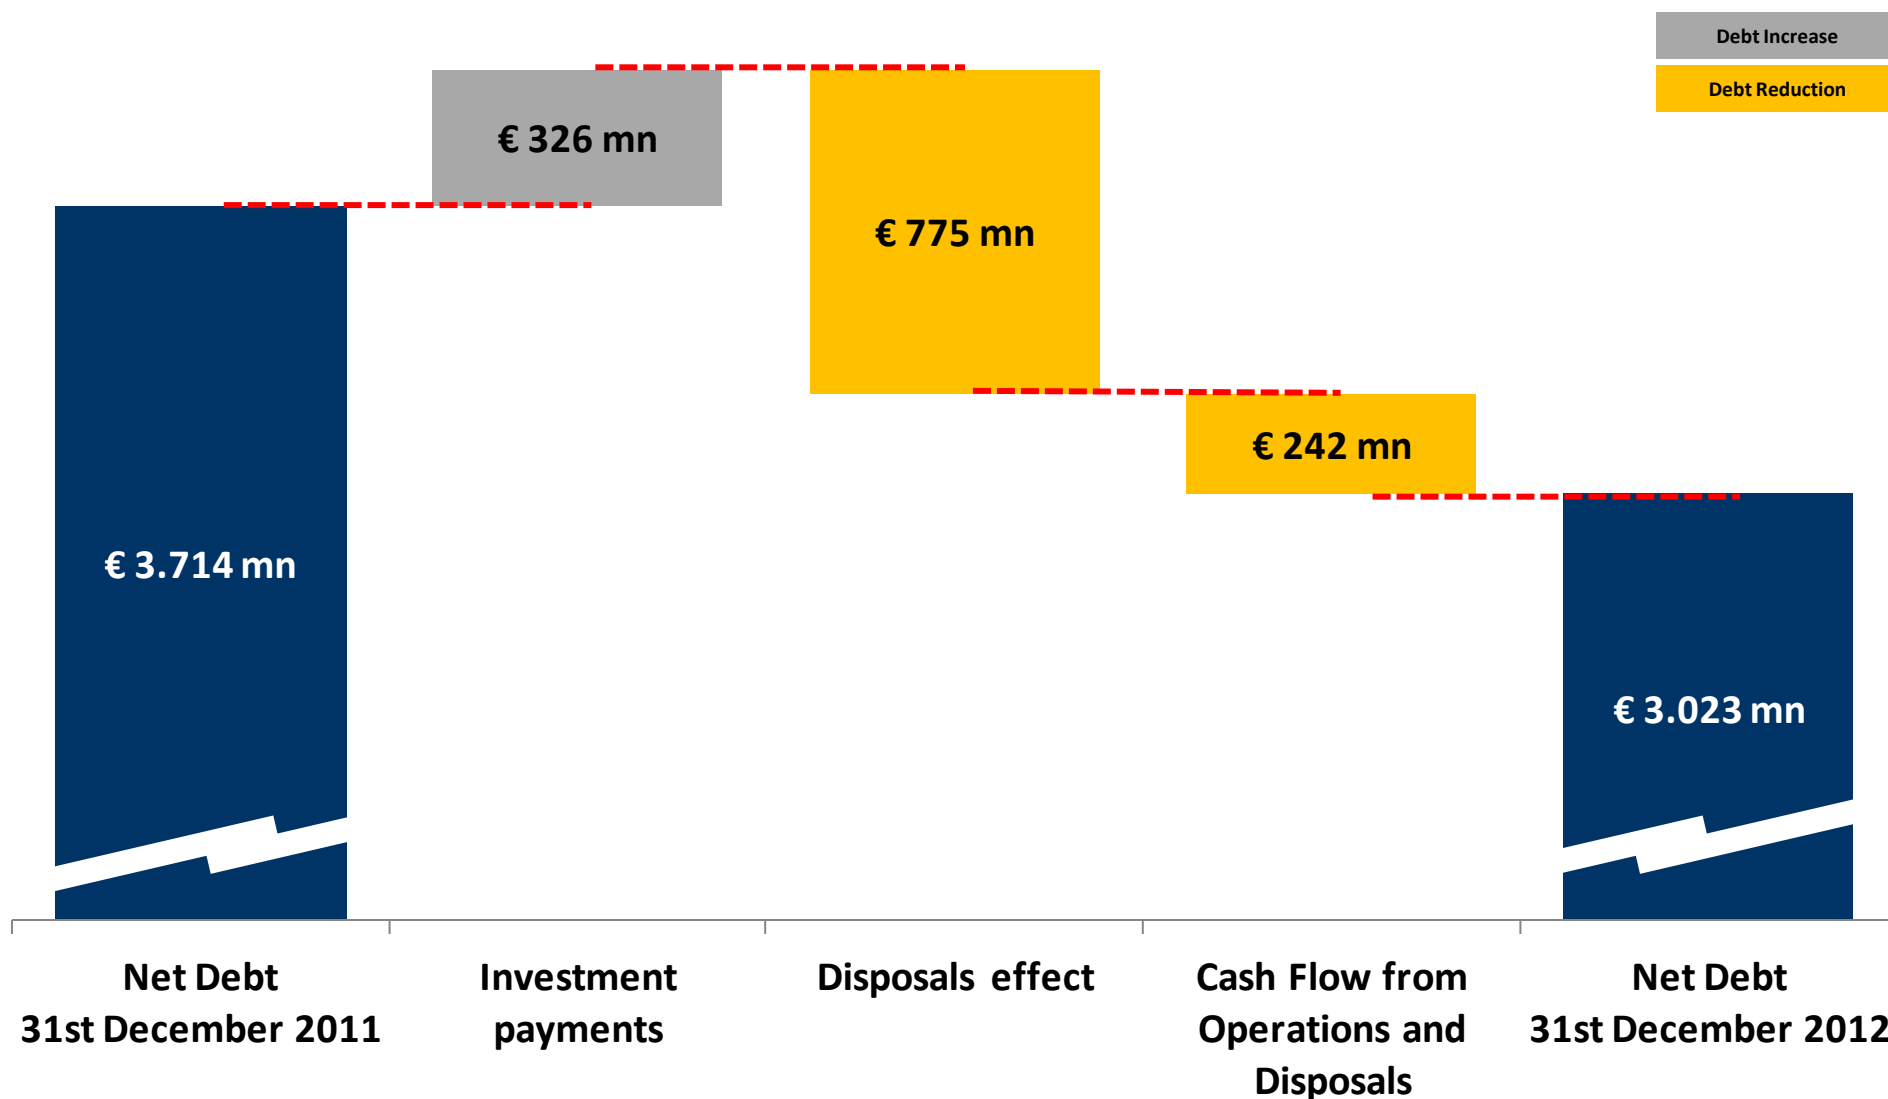 Debt Increase
Debt Reduction
€ 326 mn
€ 775 mn
€ 242 mn
€ 3.714 mn
€ 3.023 mn
Net Debt
31st December 2011
Investment
payments
Disposals effect
Cash Flow from
Operations and
Disposals
Net Debt
31st December 2012